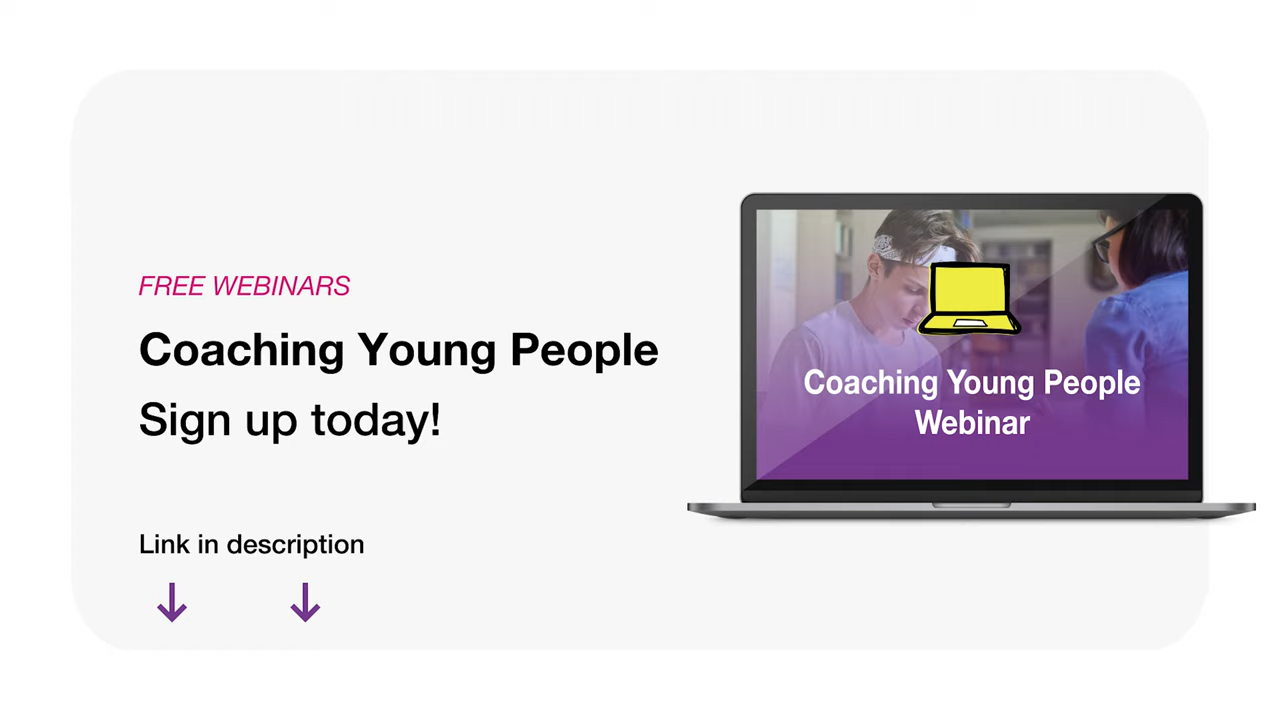 FREE WEBINARS
Coaching Young People
Sign up today!
Link in description
Coaching Young People
Webinar